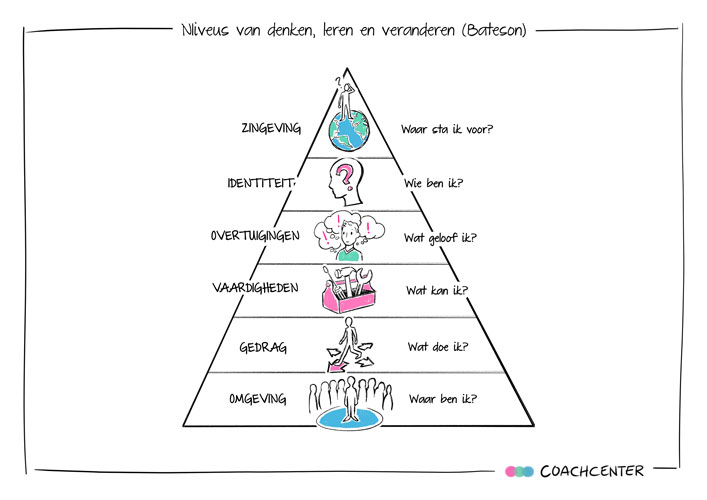 Niveus van denken, leren en veranderen (Bateson)
?
ZINGEVING Waar sta ik voor?
IDENTITEIT ? Wie ben ik?
OVERTUIGINGEN ! ! ! Wat geloof ik?
VAARDIGHEDEN Wat kan ik?
GEDRAG Wat doe ik?
OMGEVING Waar ben ik?
COACHCENTER